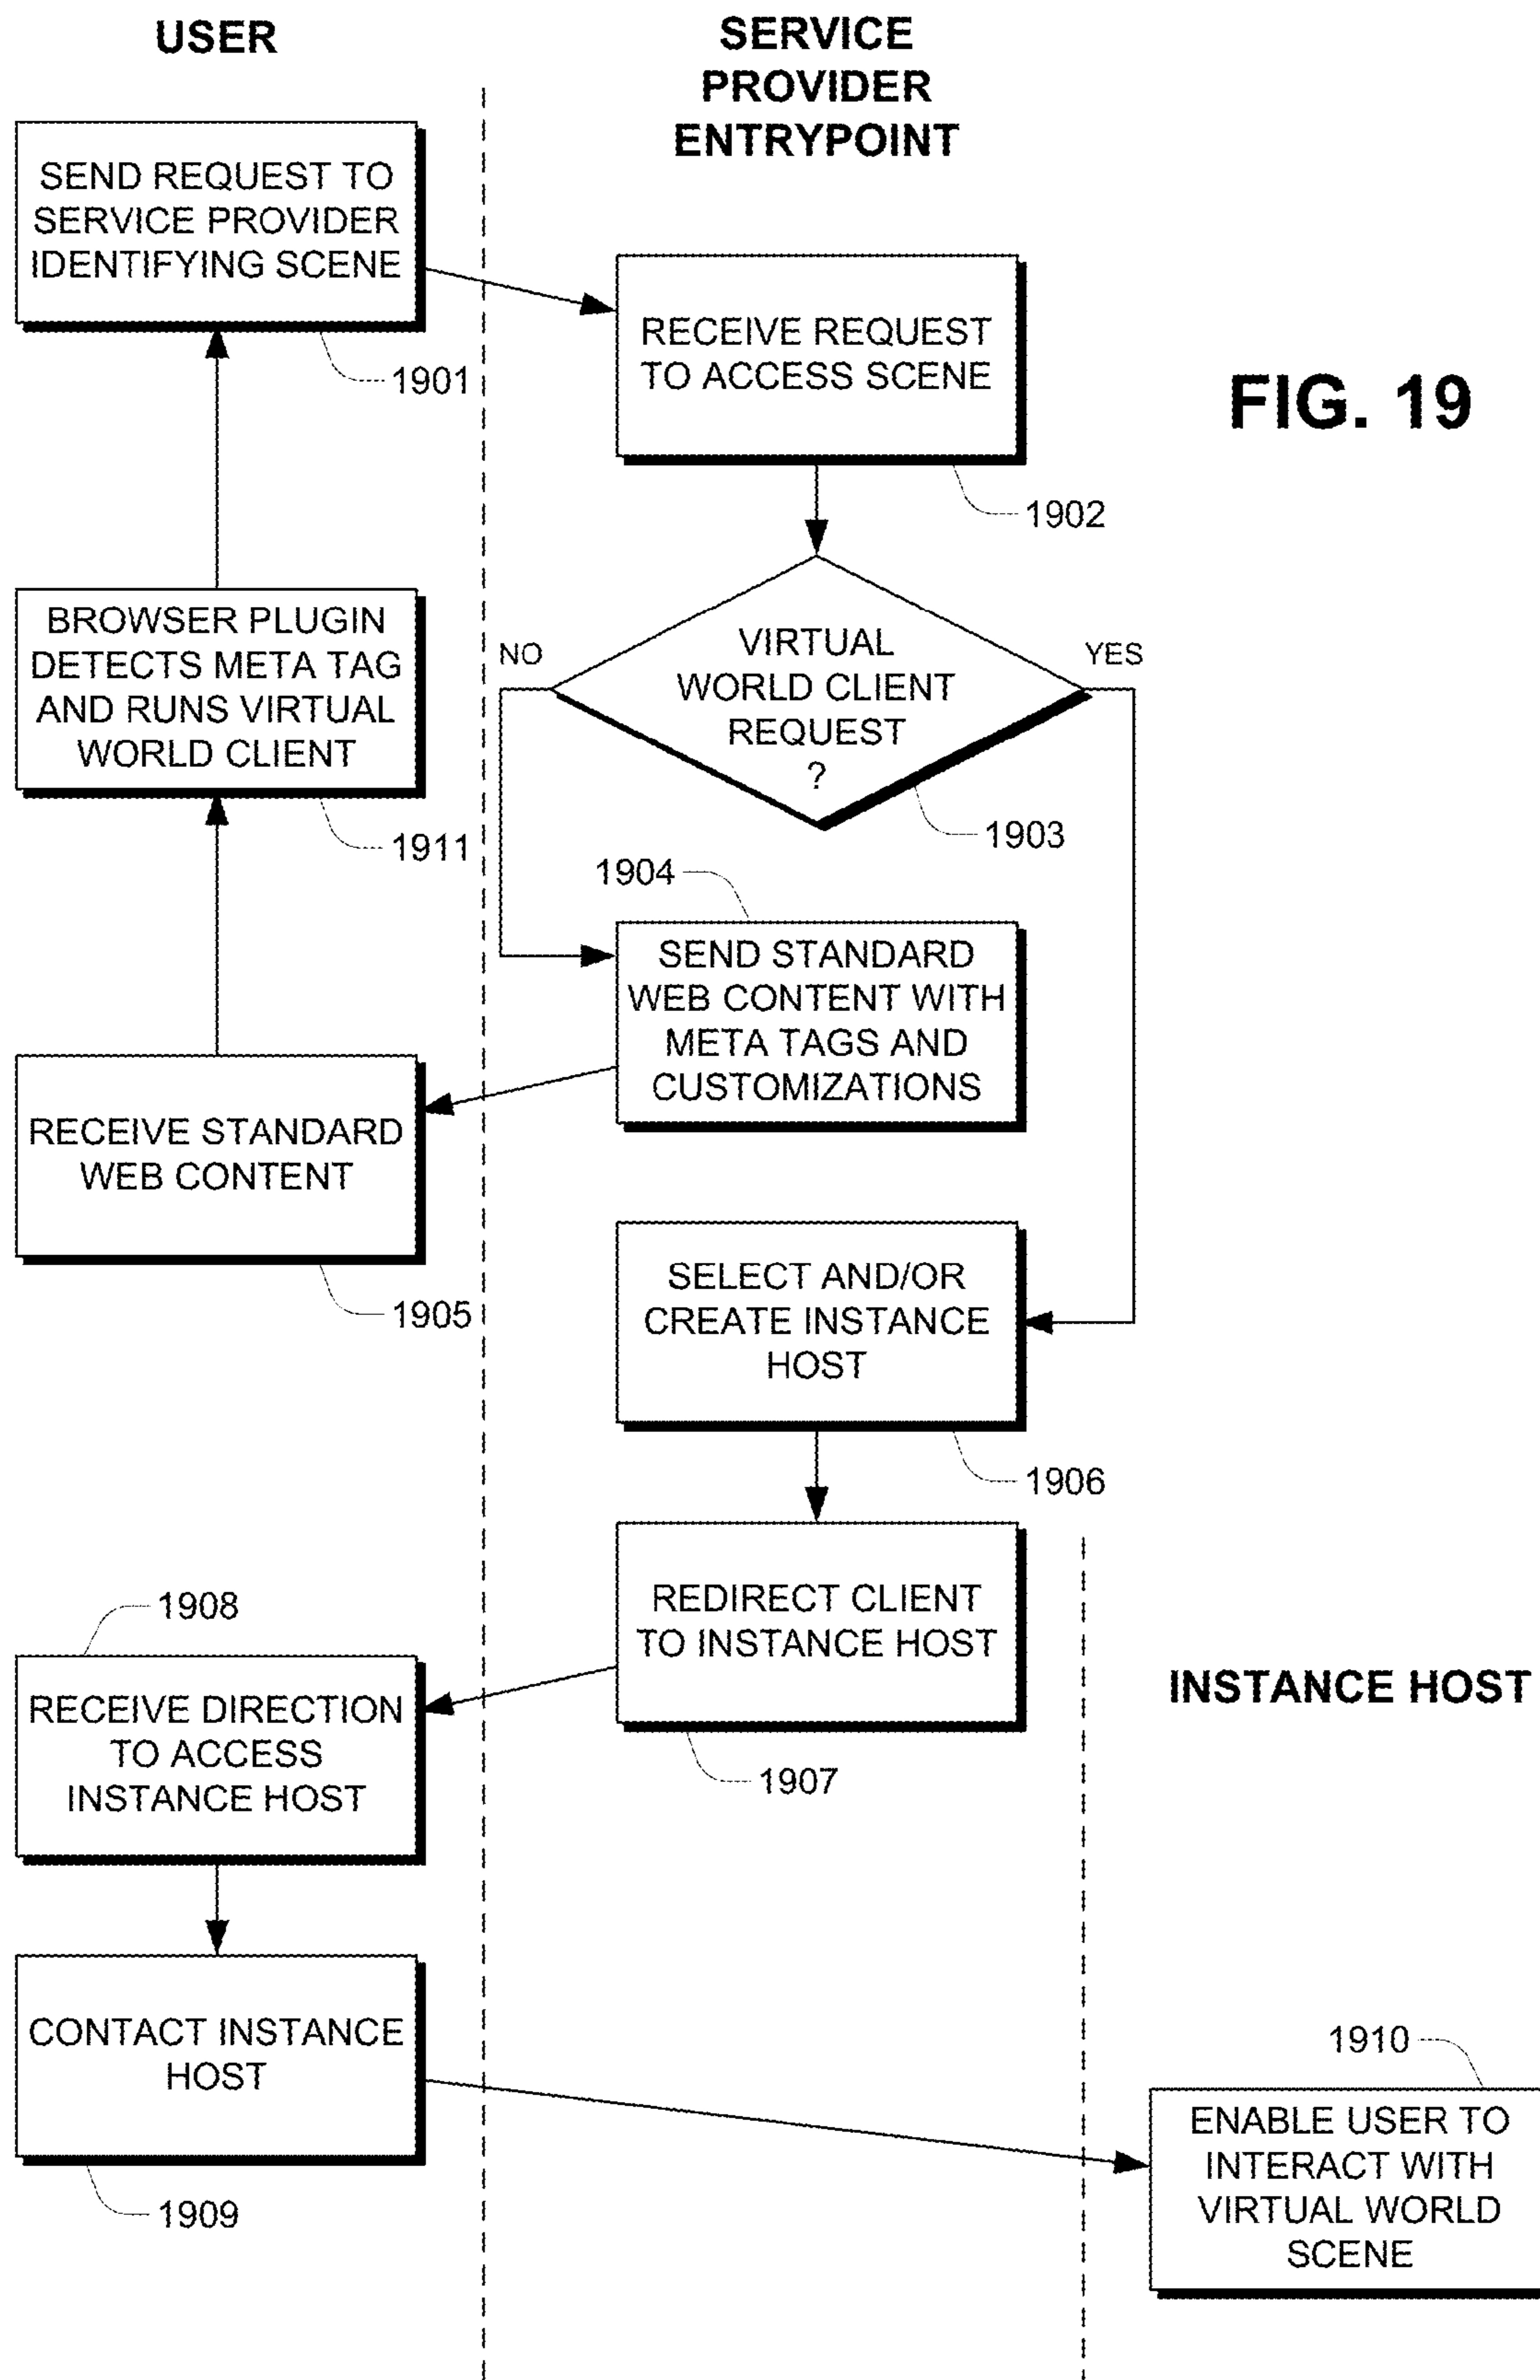 USER
SERVICE
PROVIDER
ENTRYPOINT
SEND REQUEST TO
SERVICE PROVIDER
IDENTIFYING SCENE
1901
RECEIVE REQUEST
TO ACCESS SCENE
1902
FIG. 19
BROWSER PLUGIN
DETECTS META TAG
AND RUNS VIRTUAL
WORLD CLIENT
1911
NO
VIRTUAL
WORLD CLIENT
REQUEST
?
YES
1903
1904
SEND STANDARD
WEB CONTENT WITH
META TAGS AND
CUSTOMIZATIONS
RECEIVE STANDARD
WEB CONTENT
1905
SELECT AND/OR
CREATE INSTANCE
HOST
1906
REDIRECT CLIENT
TO INSTANCE HOST
1907
INSTANCE HOST
1908
RECEIVE DIRECTION
TO ACCESS
INSTANCE HOST
CONTACT INSTANCE
HOST
1909
1910
ENABLE USER TO
INTERACT WITH
VIRTUAL WORLD
SCENE